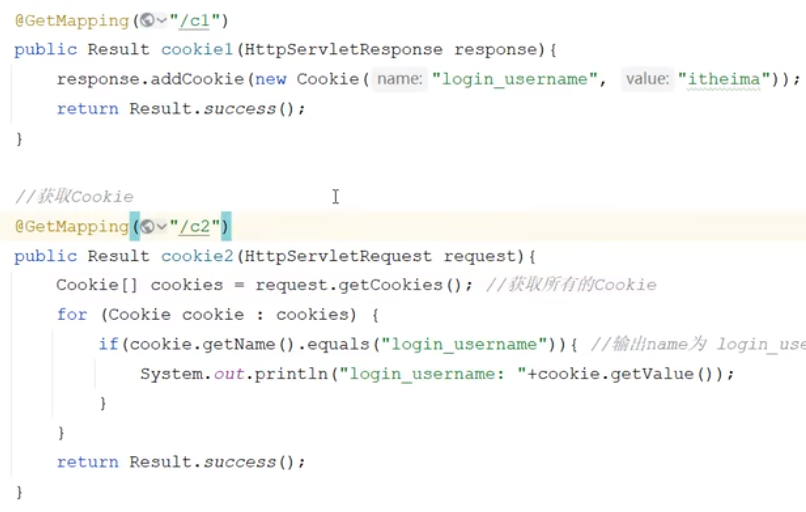 @GetMapping("/c1")
public Result cookie1(HttpServletResponse response){
response.addCookie(new Cookie( name: "login_username", value: "itheima"));
return Result.success();
}
//获取Cookie
@GetMapping("/c2")
public Result cookie2(HttpServletRequest request){
Cookie[] cookies = request.getCookies(); //获取所有的Cookie
for (Cookie cookie : cookies) {
if(cookie.getName().equals("login_username")){ //输出name为 login_use
System.out.println("login_username: "+cookie.getValue());
}
}
return Result.success();
}